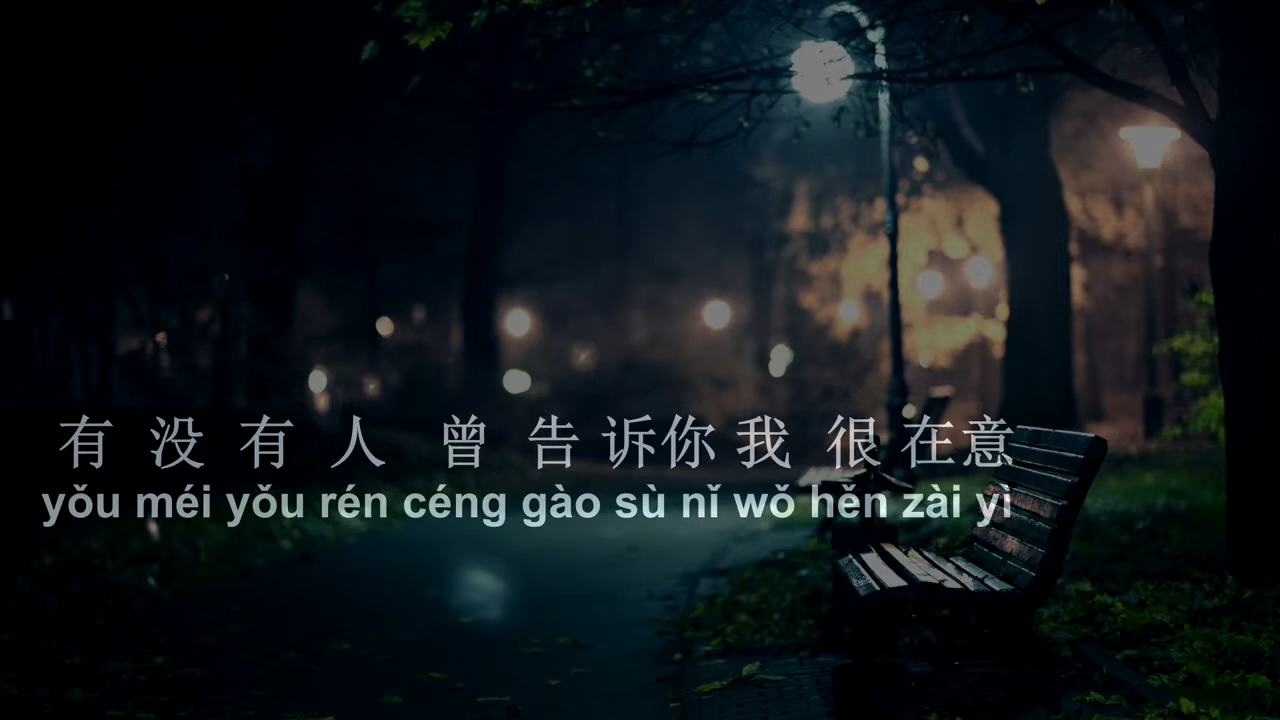 有 没 有 人 曾 告 诉 你 我 很 在 意
yǒu méi yǒu rén céng gào sù nǐ wǒ hěn zài yì